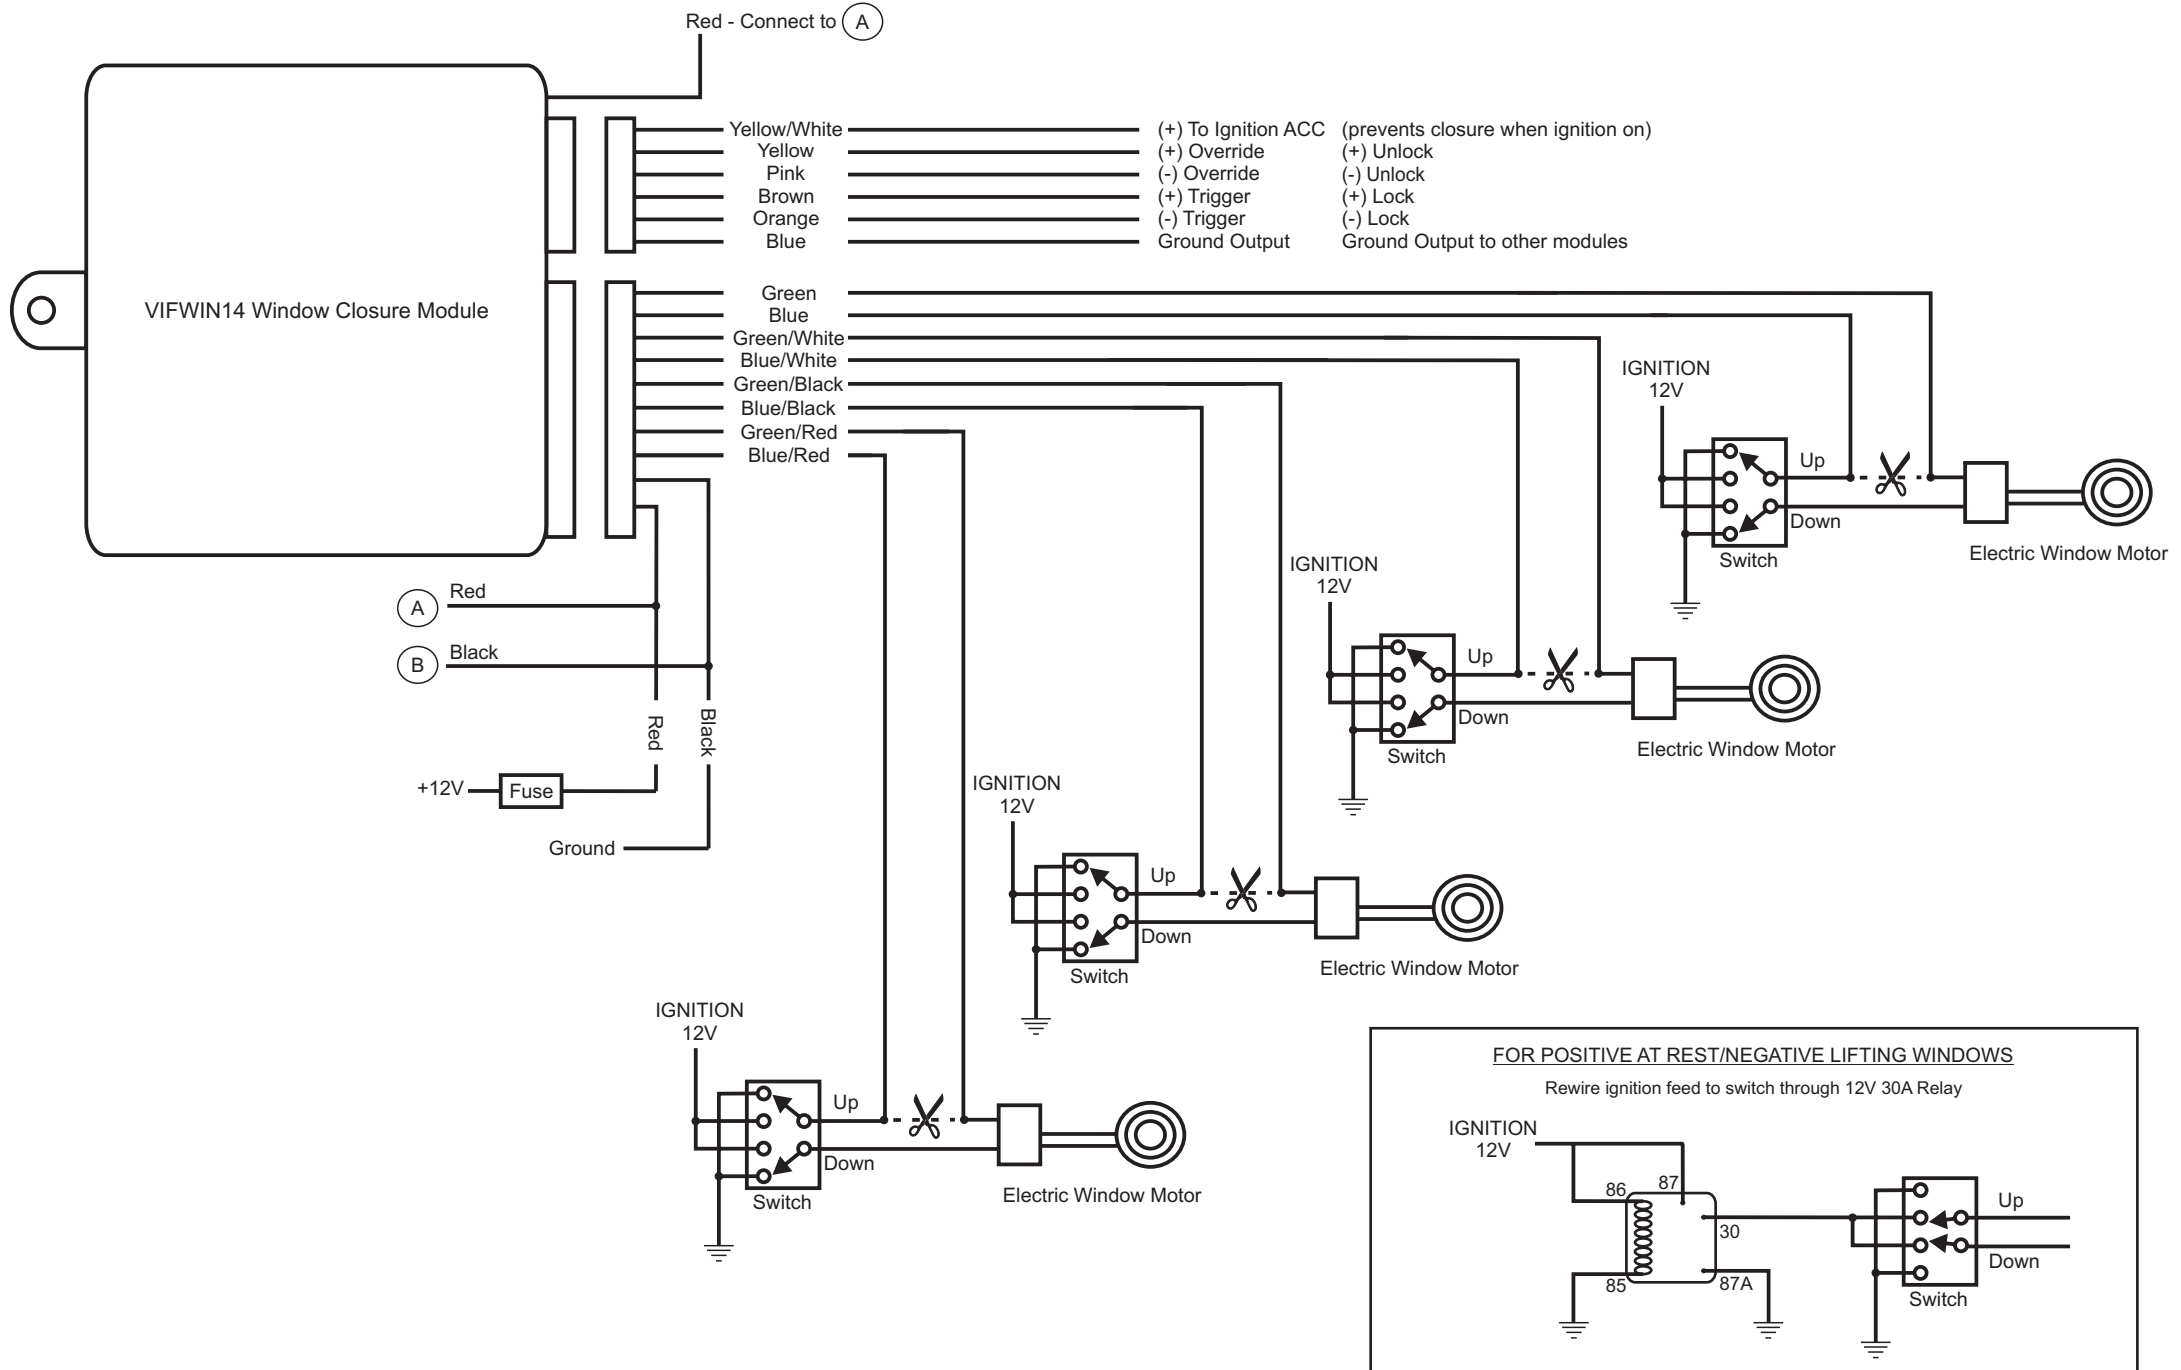 Red - Connect to A
Yellow/White (+) To Ignition ACC (prevents closure when ignition on)
Yellow (+) Override (+) Unlock
Pink (-) Override (-) Unlock
Brown (+) Trigger (+) Lock
Orange (-) Trigger (-) Lock
Blue Ground Output Ground Output to other modules
VIFWIN14 Window Closure Module
Green
Blue
Green/White
Blue/White
Green/Black
Blue/Black
Green/Red
Blue/Red
IGNITION
12V
Up
Down
Switch
Electric Window Motor
IGNITION
12V
Up
Down
Switch
Electric Window Motor
A Red
B Black
Red
Black
+12V Fuse
Ground
IGNITION
12V
Up
Down
Switch
Electric Window Motor
IGNITION
12V
Up
Down
Switch
Electric Window Motor
FOR POSITIVE AT REST/NEGATIVE LIFTING WINDOWS
Rewire ignition feed to switch through 12V 30A Relay
IGNITION
12V
86
87
30
85
87A
Up
Down
Switch